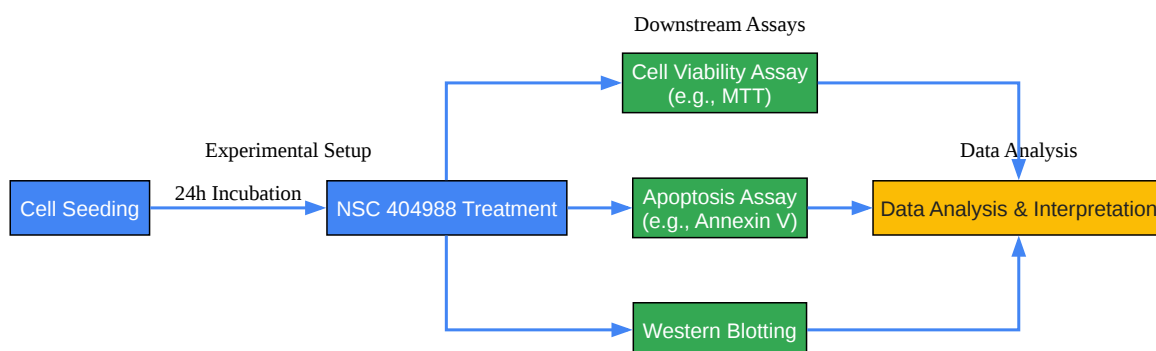 Downstream Assays
Cell Viability Assay
(e.g., MTT)
Experimental Setup
Data Analysis
Cell Seeding
24h Incubation
NSC 404988 Treatment
Apoptosis Assay
(e.g., Annexin V)
Data Analysis & Interpretation
Western Blotting